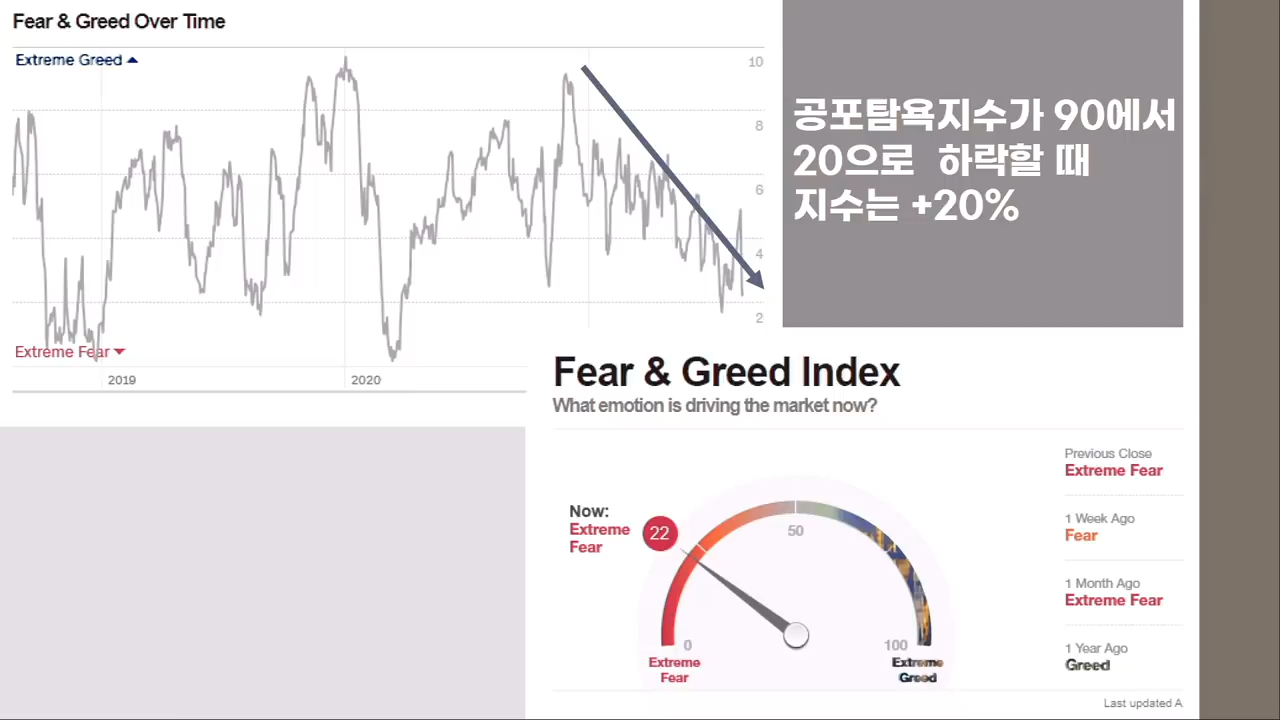 Fear & Greed Over Time
Extreme Greed
10
8
6
4
2
Extreme Fear
2019
2020
공포탐욕지수가 90에서
20으로 하락할 때
지수는 +20%
Fear & Greed Index
What emotion is driving the market now?
Now:
Extreme
Fear
22
50
0
100
Extreme
Fear
Extreme
Greed
Previous Close
Extreme Fear
1 Week Ago
Fear
1 Month Ago
Extreme Fear
1 Year Ago
Greed
Last updated A